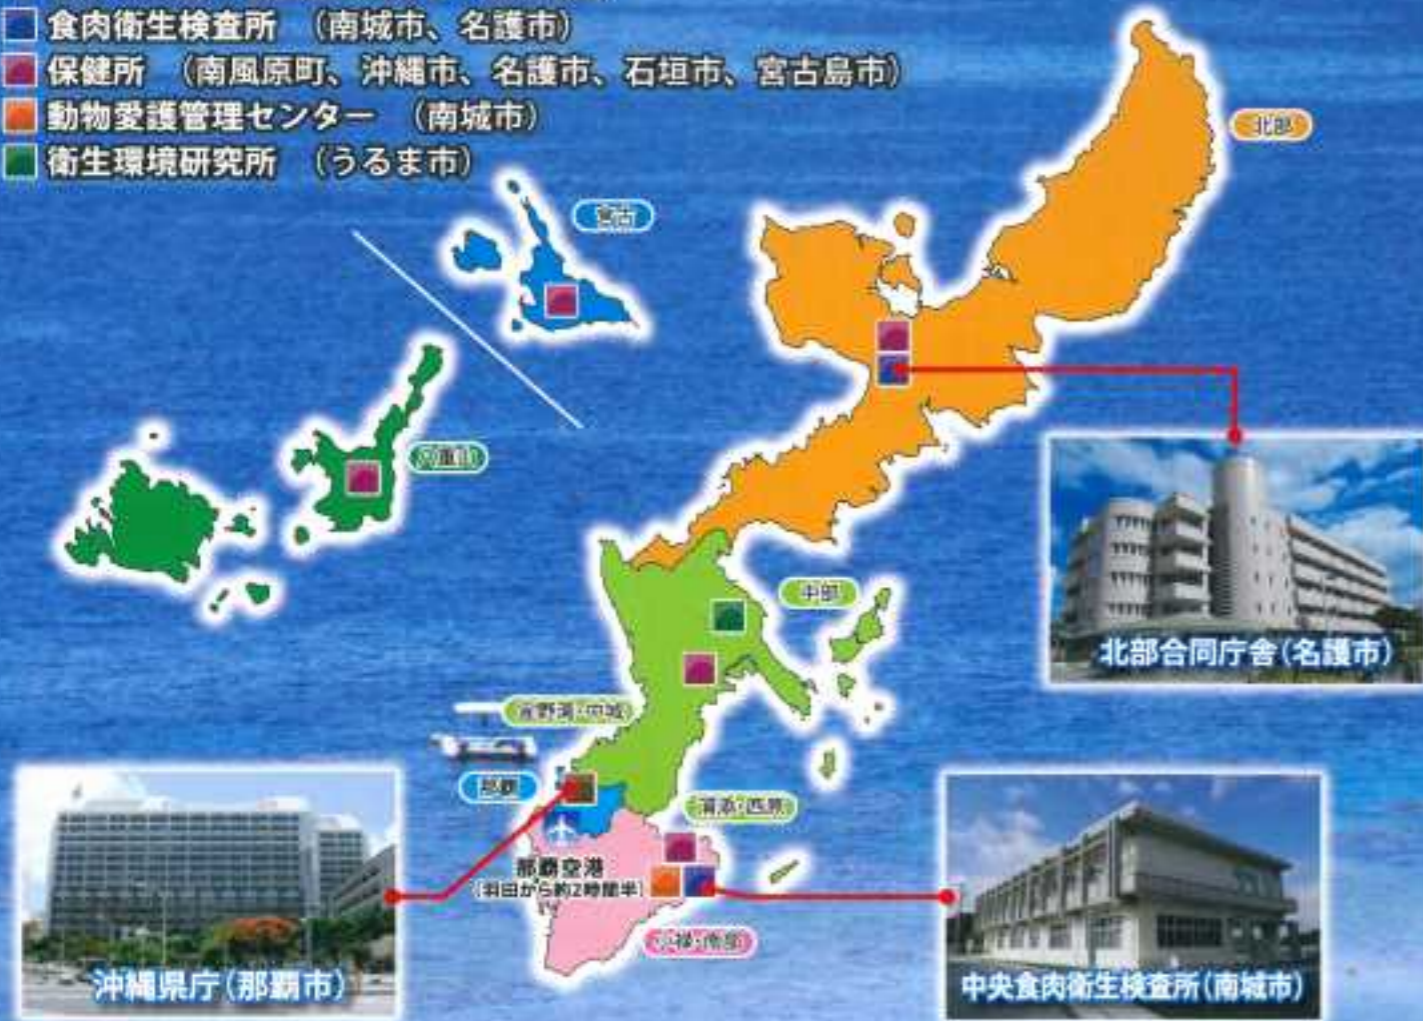 食肉衛生検査所 (南城市、名護市)
保健所 (南風原町、沖縄市、名護市、石垣市、宮古島市)
動物愛護管理センター (南城市)
衛生環境研究所 (うるま市)
北部
宮古
八重山
中部
北部合同庁舎(名護市)
宜野湾・中城
那覇
那覇空港
(羽田から約2時間半)
沖縄県庁(那覇市)
中央食肉衛生検査所(南城市)